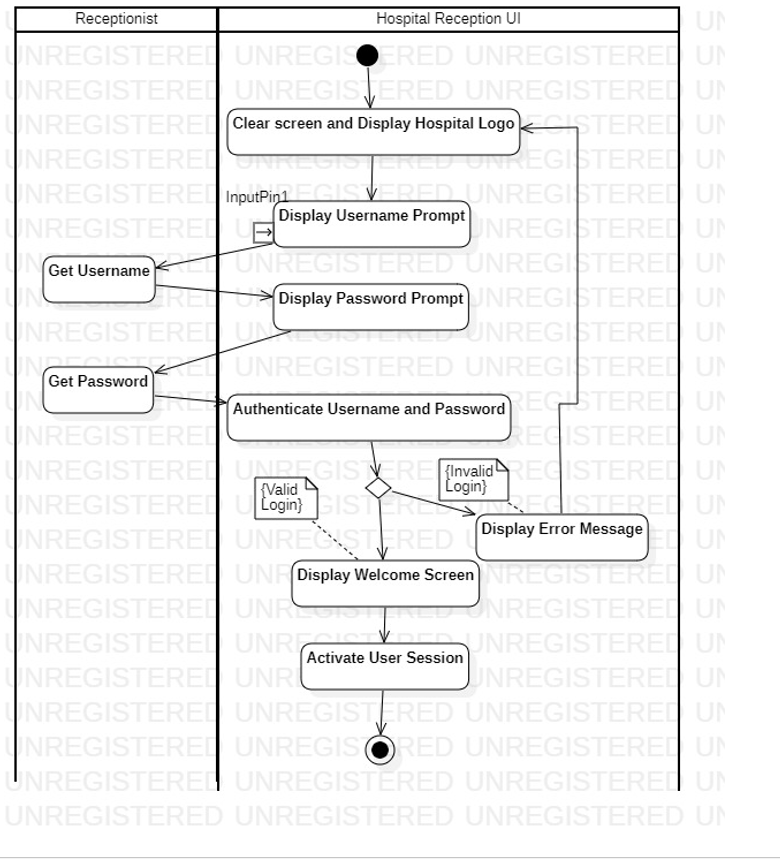 Receptionist
Hospital Reception UI
Clear screen and Display Hospital Logo
InputPin1
Display Username Prompt
Get Username
Display Password Prompt
Get Password
Authenticate Username and Password
{Valid
Login}
{Invalid
Login}
Display Error Message
Display Welcome Screen
Activate User Session
UNREGISTERED UNREGISTERED UNREGISTERED UN